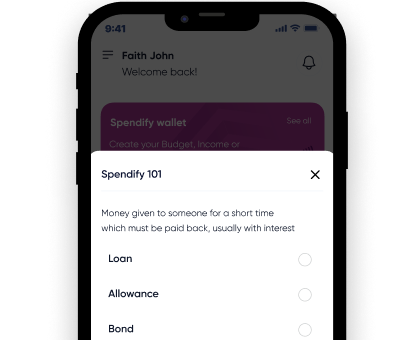 9:41
Faith John
Welcome back!
Spendify wallet
See all
Create your Budget, Income or
Spendify 101
Money given to someone for a short time
which must be paid back, usually with interest
Loan
Allowance
Bond